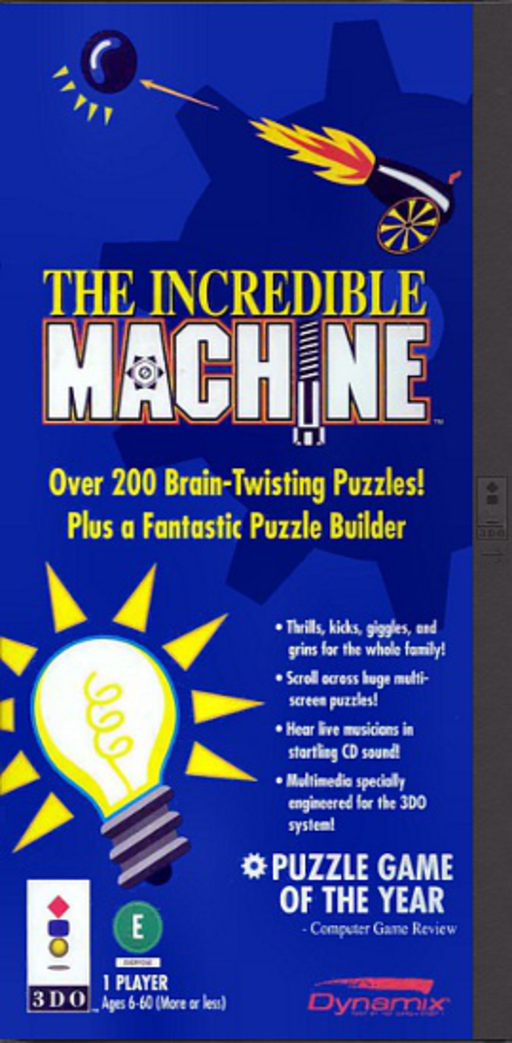 THE INCREDIBLE
MACHINE
™
Over 200 Brain-Twisting Puzzles!
Plus a Fantastic Puzzle Builder
• Thrills, kicks, giggles, and
grins for the whole family!
• Scroll across huge multi-
screen puzzles!
• Hear live musicians in
startling CD sound!
• Multimedia specially
engineered for the 3DO
system!
PUZZLE GAME
OF THE YEAR
- Computer Game Review
E
1 PLAYER
Ages 6-60 (More or less)
3DO
™
Dynamix
3DO